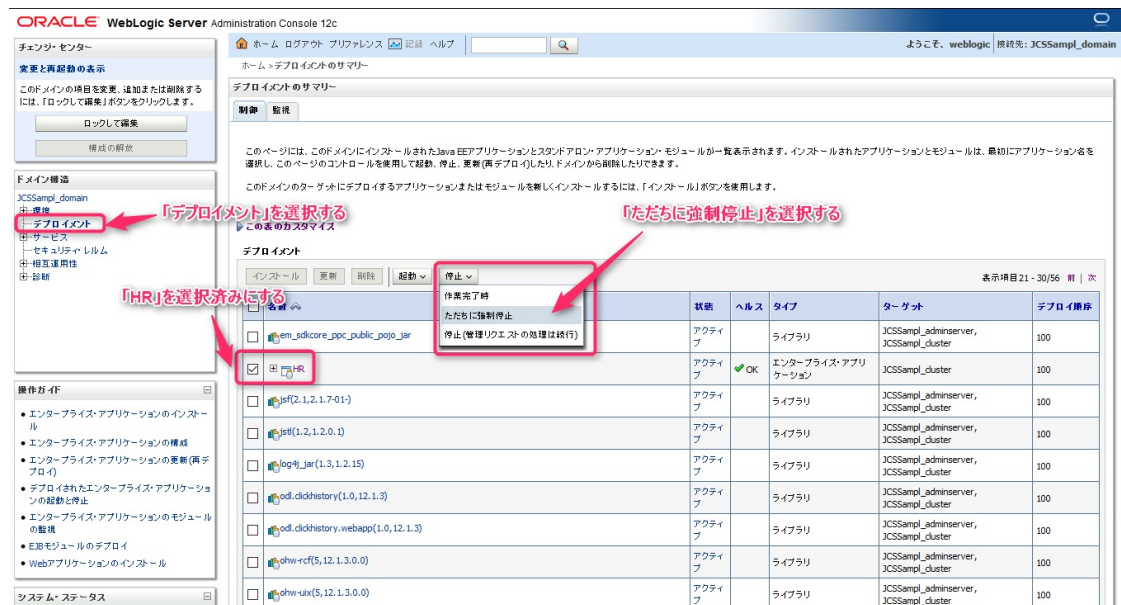 ORACLE WebLogic Server Administration Console 12c
チェンジ・センター
変更と再起動の表示
このドメインの項目を変更、追加または削除する
には、「ロックして編集」ボタンをクリックします。
ロックして編集
構成の解放
ドメイン構造
JCSSampl_domain
環境
デプロイメント
サービス
セキュリティ・レルム
相互運用性
診断
「デプロイメント」を選択する
「HR」を選択済みにする
操作ガイド
エンタープライズ・アプリケーションのインストー
ル
エンタープライズ・アプリケーションの構成
エンタープライズ・アプリケーションの更新(再デ
プロイ)
デプロイされたエンタープライズ・アプリケーショ
ンの起動と停止
エンタープライズ・アプリケーションのモジュール
の監視
EJBモジュールのデプロイ
Webアプリケーションのインストール
システム・ステータス
ホーム ログアウト プリファレンス 記録 ヘルプ
ようこそ、weblogic 接続先: JCSSampl_domain
ホーム >デプロイメントのサマリー
デプロイメントのサマリー
制御 監視
このページには、このドメインにインストールされたJava EEアプリケーションとスタンドアロン・アプリケーション・モジュールが一覧表示されます。インストールされたアプリケーションとモジュールは、最初にアプリケーション名を
選択し、このページのコントロールを使用して起動、停止、更新(再デプロイ)したり、ドメインから削除したりできます。
このドメインのターゲットにデプロイするアプリケーションまたはモジュールを新しくインストールするには、「インストール」ボタンを使用します。
「ただちに強制停止」を選択する
この表のカスタマイズ
デプロイメント
インストール 更新 削除 起動 停止
表示項目21 - 30/56 前 | 次
作業完了時
ただちに強制停止
停止(管理リクエストの処理は続行)
名前 状態 ヘルス タイプ ターゲット デプロイ順序
em_sdkcore_ppc_public_pojo_jar アクティ ライブラリ JCSSampl_adminserver, 100
ブ JCSSampl_cluster
HR アクティ OK エンタープライズ・アプリ JCSSampl_cluster 100
ブ ケーション
jsf(2.1,2.1.7-01-) アクティ ライブラリ JCSSampl_adminserver, 100
ブ JCSSampl_cluster
jstl(1.2,1.2.0.1) アクティ ライブラリ JCSSampl_adminserver, 100
ブ JCSSampl_cluster
log4j_jar(1.3,1.2.15) アクティ ライブラリ JCSSampl_adminserver, 100
ブ JCSSampl_cluster
odl.clickhistory(1.0,12.1.3) アクティ ライブラリ JCSSampl_adminserver, 100
ブ JCSSampl_cluster
odl.clickhistory.webapp(1.0,12.1.3) アクティ ライブラリ JCSSampl_adminserver, 100
ブ JCSSampl_cluster
ohw-rcf(5,12.1.3.0.0) アクティ ライブラリ JCSSampl_adminserver, 100
ブ JCSSampl_cluster
ohw-uix(5,12.1.3.0.0) アクティ ライブラリ JCSSampl_adminserver, 100
ブ JCSSampl_cluster